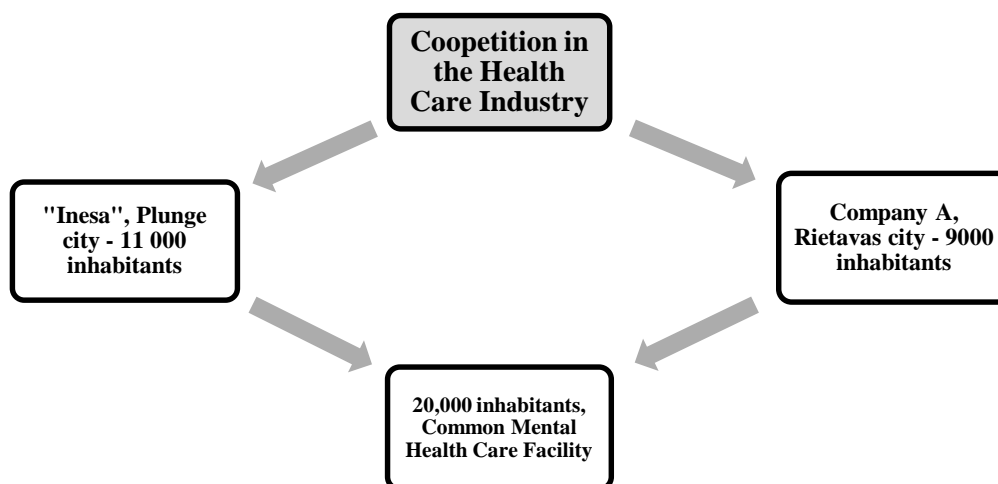 Coopetition in
the Health
Care Industry
"Inesa", Plunge
city - 11 000
inhabitants
Company A,
Rietavas city - 9000
inhabitants
20,000 inhabitants,
Common Mental
Health Care Facility